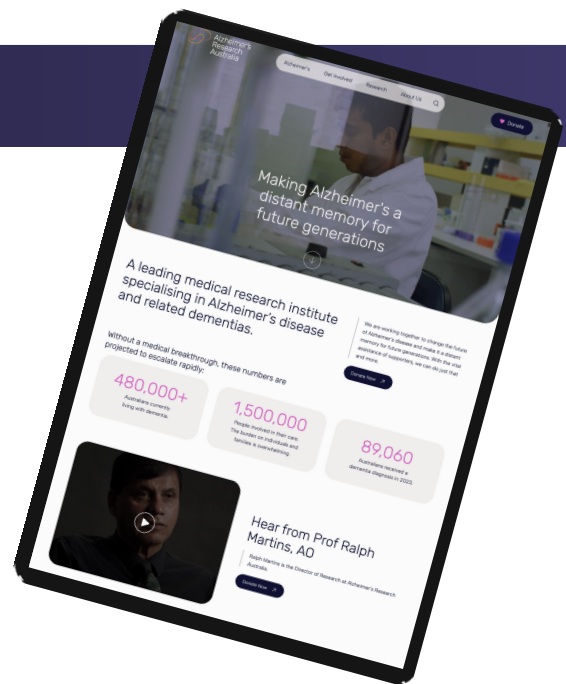 Alzheimer's
Research
Australia
Alzheimer's
Get Involved
Research
About Us
Donate
Making Alzheimer's a
distant memory for
future generations
A leading medical research institute
specialising in Alzheimer's disease
and related dementias.
We are working together to change the future
of Alzheimer's disease and make it a distant
memory for future generations. With the vital
assistance of supporters, we can do just that
and more.
Donate Now
Without a medical breakthrough, these numbers are
projected to escalate rapidly:
480,000+
Australians currently
living with dementia.
1,500,000
People involved in their care.
The burden on individuals and
families is overwhelming.
89,060
Australians received a
dementia diagnosis in 2023.
Hear from Prof Ralph
Martins, AO
Ralph Martins is the Director of Research at Alzheimer's Research
Australia.
Donate Now